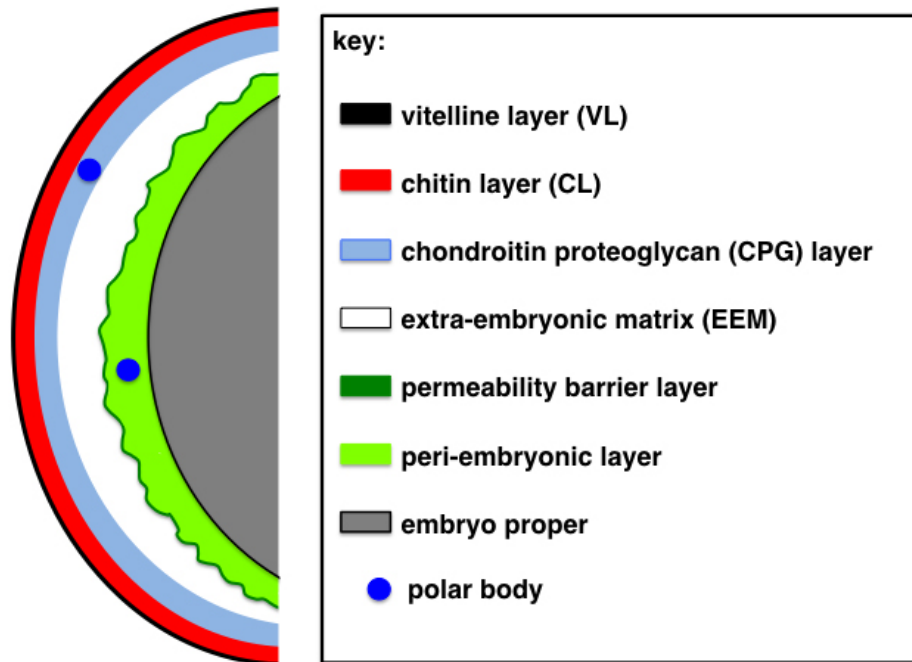 key:
vitelline layer (VL)
chitin layer (CL)
chondroitin proteoglycan (CPG) layer
extra-embryonic matrix (EEM)
permeability barrier layer
peri-embryonic layer
embryo proper
polar body